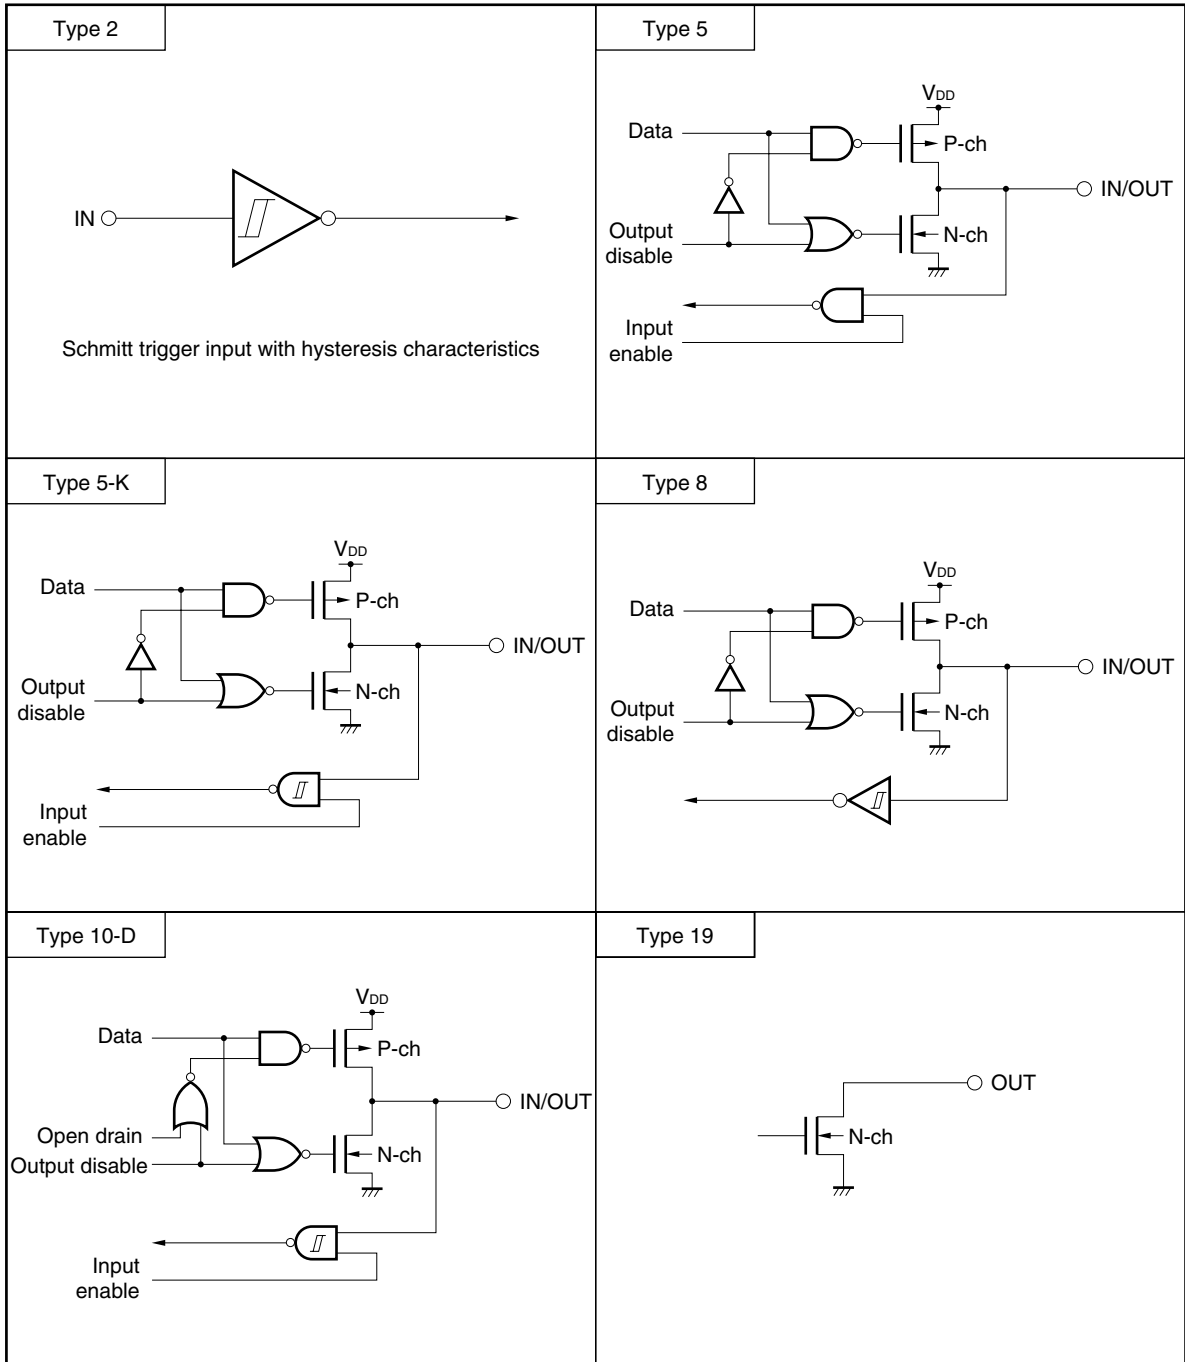 Type 2
IN
Schmitt trigger input with hysteresis characteristics
Type 5
VDD
Data
P-ch
IN/OUT
Output
disable
N-ch
Input
enable
Type 5-K
VDD
Data
P-ch
IN/OUT
Output
disable
N-ch
Input
enable
Type 8
VDD
Data
P-ch
IN/OUT
Output
disable
N-ch
Type 10-D
VDD
Data
P-ch
IN/OUT
Open drain
Output disable
N-ch
Input
enable
Type 19
OUT
N-ch